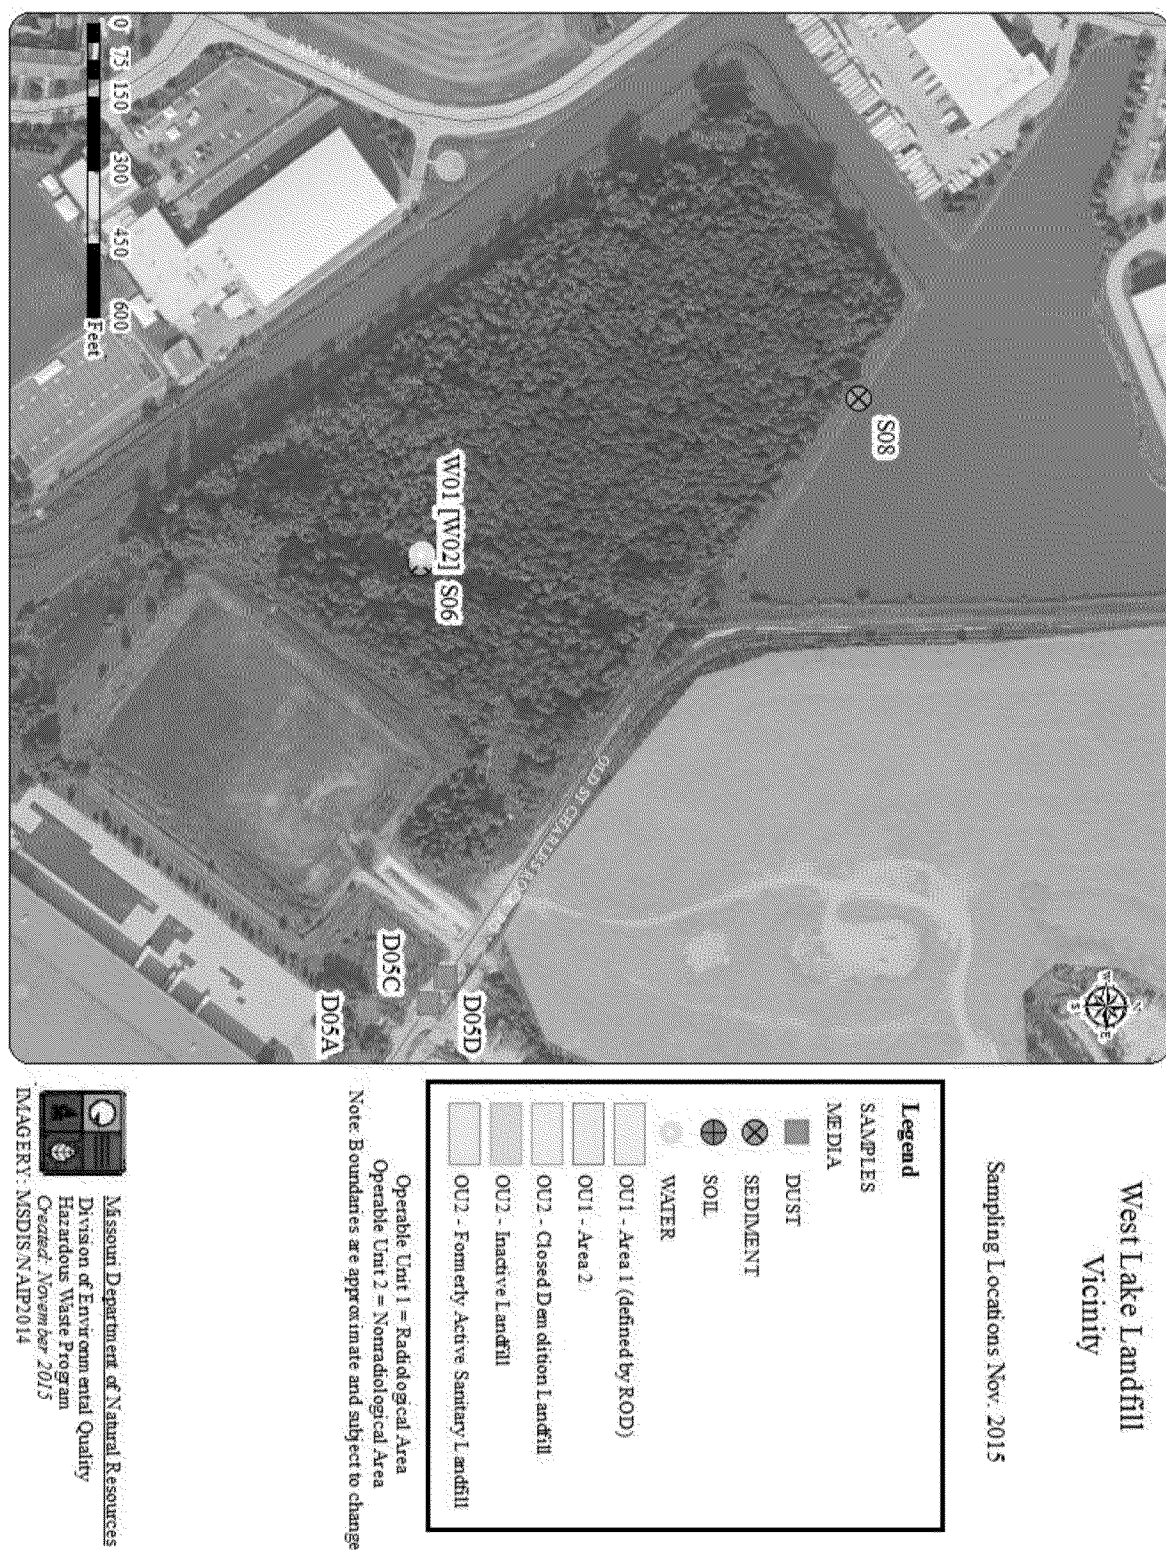 West Lake Landfill
Vicinity
Sampling Locations Nov. 2015
Legend
SAMPLES
MEDIA
DUST
SEDIMENT
SOIL
WATER
OU1 - Area 1 (defined by ROD)
OU1 - Area 2
OU2 - Closed Demolition Landfill
OU2 - Inactive Landfill
OU2 - Formerly Active Sanitary Landfill
Operable Unit 1 = Radiological Area
Operable Unit 2 = Nonradiological Area
Note: Boundaries are approximate and subject to change
Missouri Department of Natural Resources
Division of Environmental Quality
Hazardous Waste Program
Created: November 2015
IMAGERY: MSDIS/NAIP2014
N
W
E
S
S08
W01 [W02] S06
OLD ST CHARLES
D05D
D05C
D05A
0 75 150 300 450 600
Feet